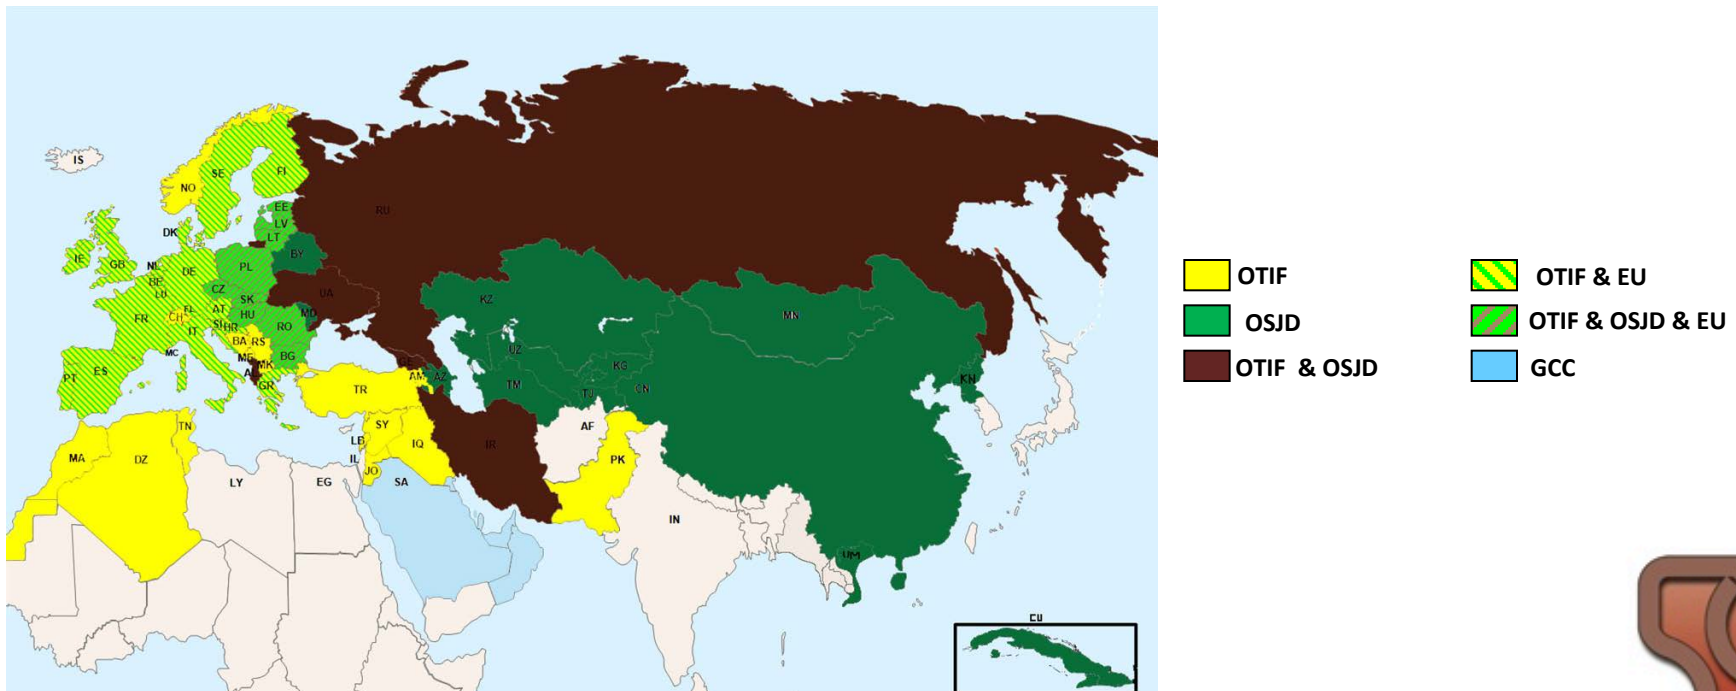 IS
NO
SE
FI
RU
EE
LV
LT
DK
IE
GB
NL
BE
LU
DE
PL
BY
CZ
SK
UA
FR
CH
FL
AT
HU
MD
SI
HR
RO
IT
BA
RS
MC
ME
MK
BG
PT
ES
AL
GR
KZ
MN
UZ
KG
GE
AM
AZ
TM
TJ
CN
KN
TR
TN
SY
LB
IQ
IR
AF
MA
DZ
IL
JO
PK
LY
EG
SA
IN
UM
CU
OTIF
OTIF & EU
OSJD
OTIF & OSJD & EU
OTIF & OSJD
GCC